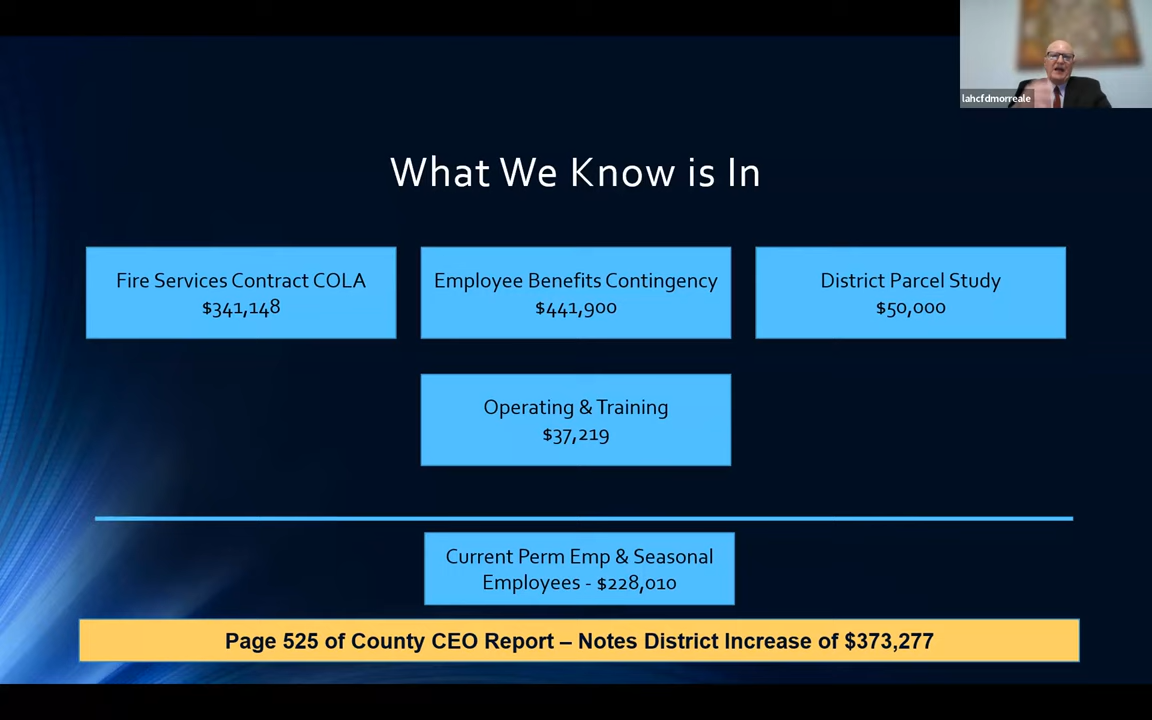 lahcfdmorreale
What We Know is In
Fire Services Contract COLA
$341,148
Employee Benefits Contingency
$441,900
District Parcel Study
$50,000
Operating & Training
$37,219
Current Perm Emp & Seasonal
Employees - $228,010
Page 525 of County CEO Report – Notes District Increase of $373,277